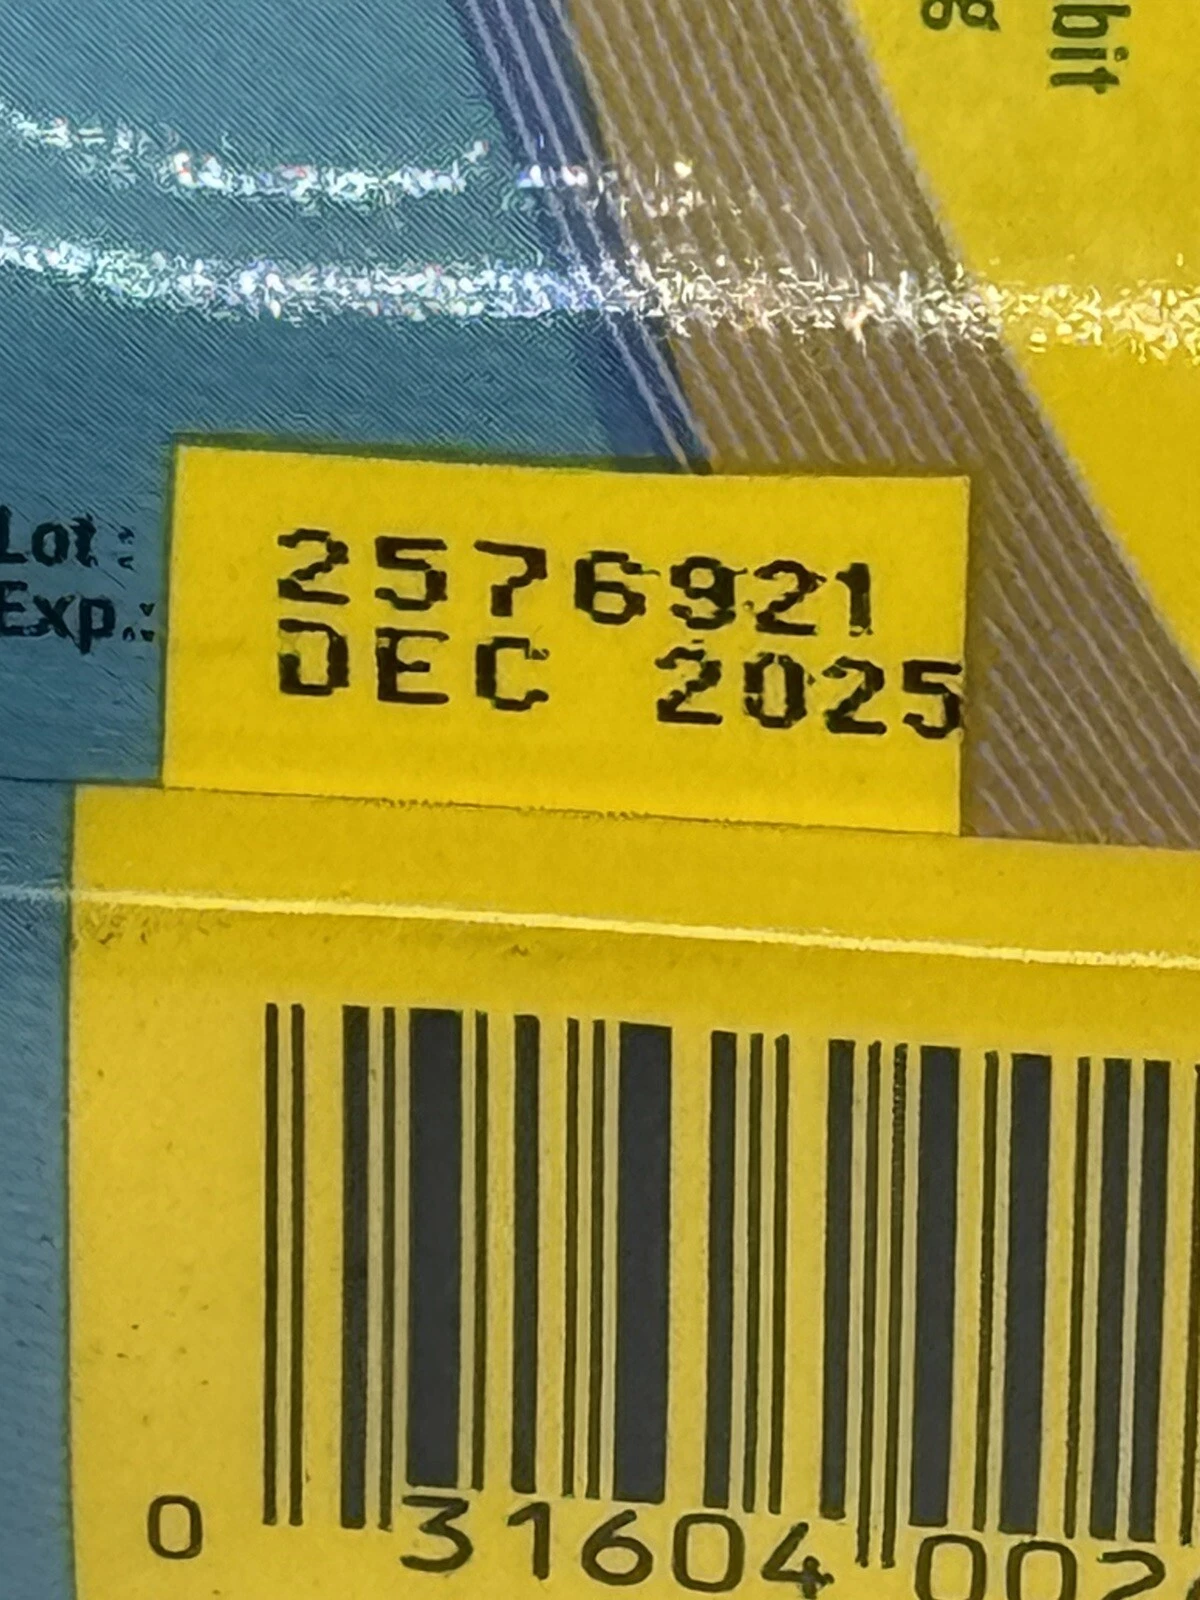 bit
g
Lot: 2576921
Exp.: DEC 2025
0 31604 002